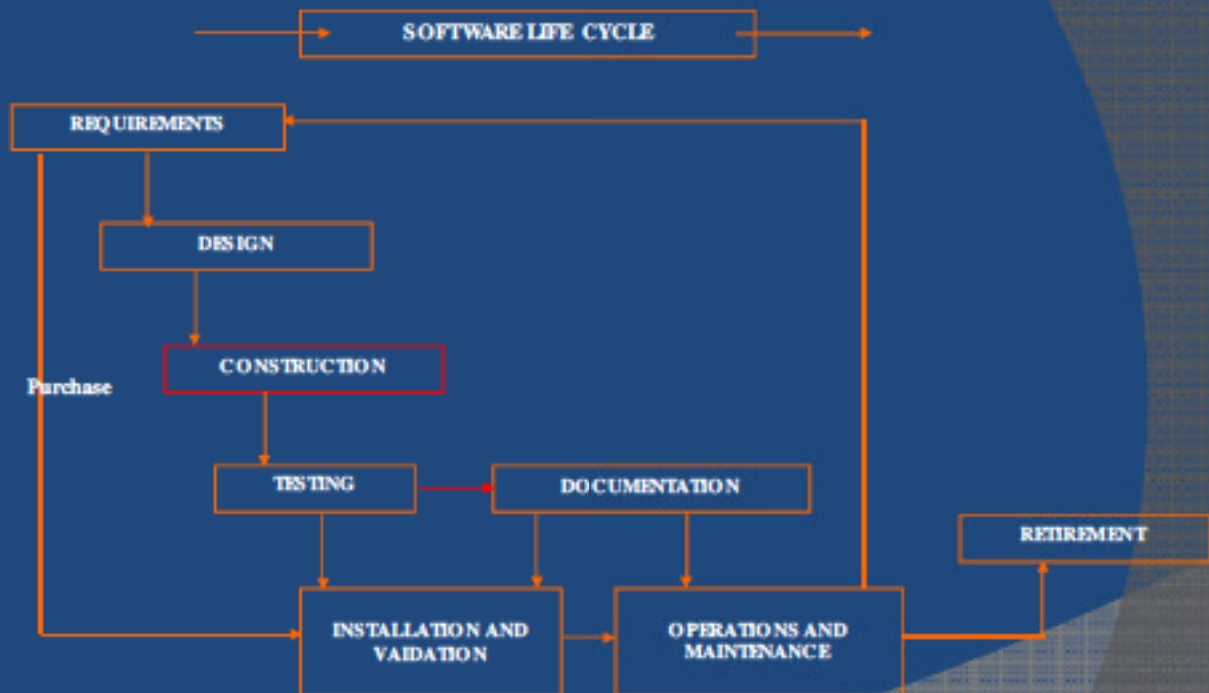 SOFTWARE LIFE CYCLE
REQUIREMENTS
DESIGN
CONSTRUCTION
Purchase
TESTING
DOCUMENTATION
RETIREMENT
INSTALLATION AND
VAIDATION
OPERATIONS AND
MAINTENANCE